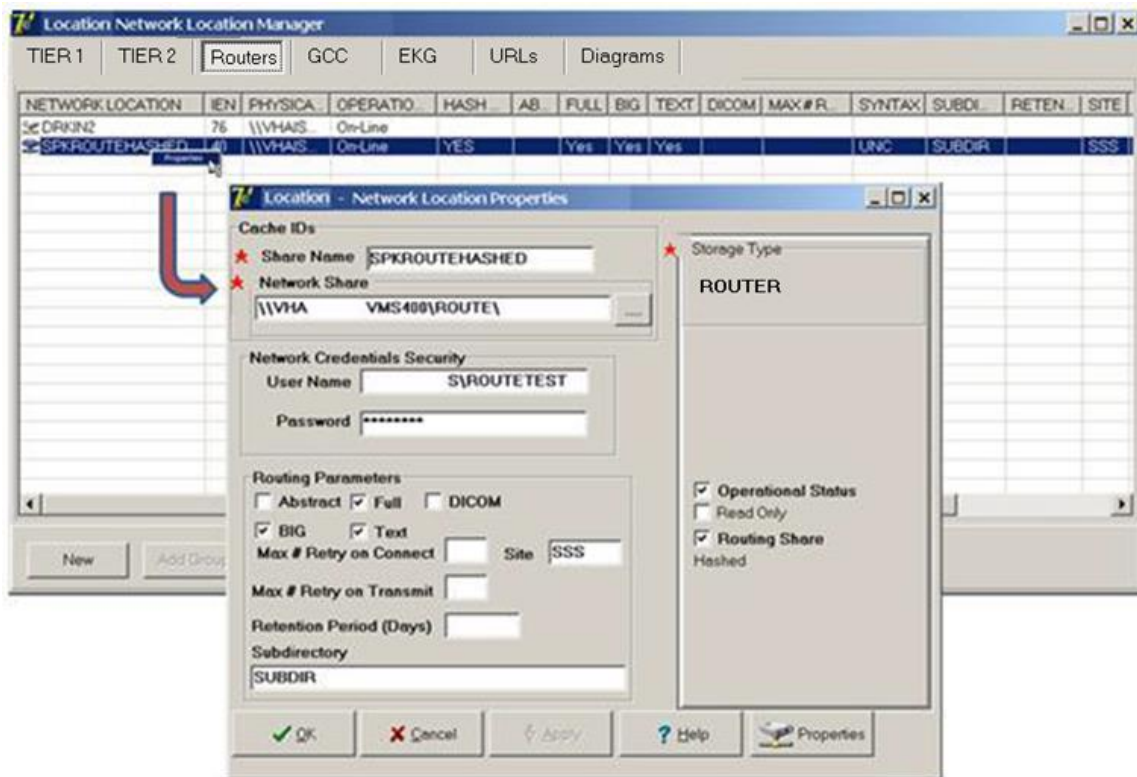 Location Network Location Manager
TIER 1 TIER 2 Routers GCC EKG URLs Diagrams
NETWORK LOCATION IEN PHYSICA... OPERATIO... HASH... AB... FULL BIG TEXT DICOM MAX # R... SYNTAX SUBDI... RETEN... SITE
DRKIN2 76 \\VHAIS... On-Line
SPKROUTEHASHED 40 \\VHAIS... On-Line YES Yes Yes Yes UNC SUBDIR SSS
Properties
Location - Network Location Properties
Cache IDs
Share Name SPKROUTEHASHED
Network Share
\\VHA VMS400\ROUTE\
...
Storage Type
ROUTER
Network Credentials Security
User Name S\ROUTETEST
Password ********
Routing Parameters
Abstract Full DICOM
BIG Text
Max # Retry on Connect Site SSS
Max # Retry on Transmit
Retention Period (Days)
Subdirectory
SUBDIR
Operational Status
Read Only
Routing Share
Hashed
New Add Group
OK Cancel Apply Help Properties